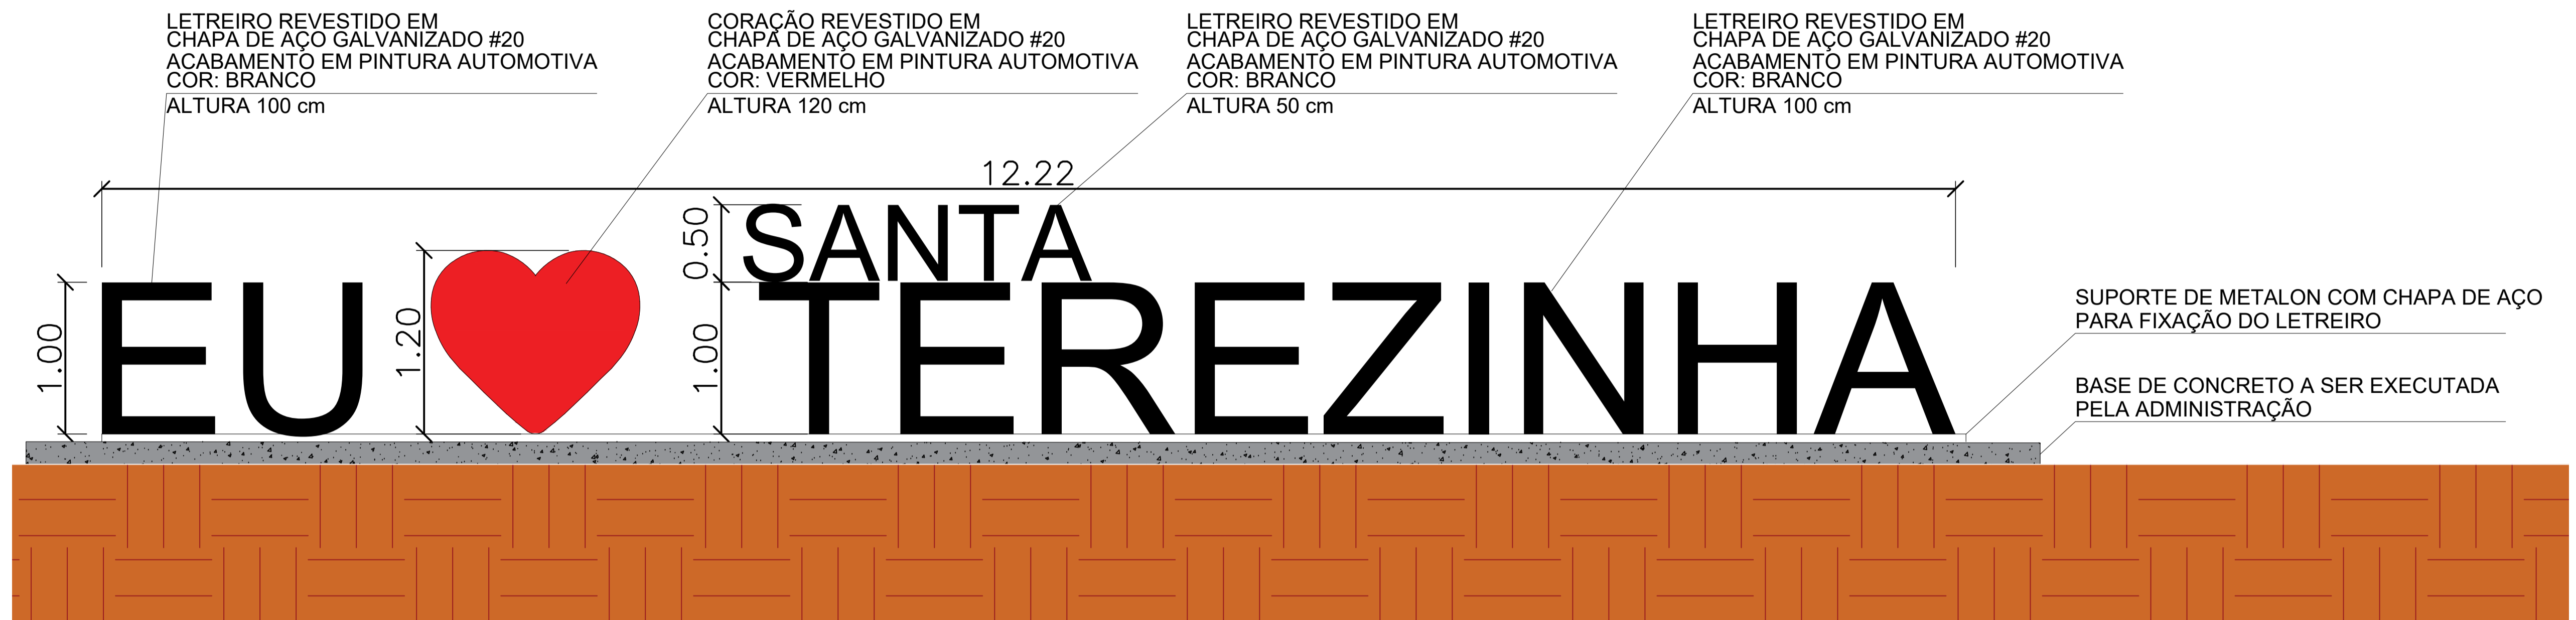 LETREIRO REVESTIDO EM
CHAPA DE AÇO GALVANIZADO #20
ACABAMENTO EM PINTURA AUTOMOTIVA
COR: BRANCO
ALTURA 100 cm
CORAÇÃO REVESTIDO EM
CHAPA DE AÇO GALVANIZADO #20
ACABAMENTO EM PINTURA AUTOMOTIVA
COR: VERMELHO
ALTURA 120 cm
LETREIRO REVESTIDO EM
CHAPA DE AÇO GALVANIZADO #20
ACABAMENTO EM PINTURA AUTOMOTIVA
COR: BRANCO
ALTURA 50 cm
LETREIRO REVESTIDO EM
CHAPA DE AÇO GALVANIZADO #20
ACABAMENTO EM PINTURA AUTOMOTIVA
COR: BRANCO
ALTURA 100 cm
12.22
1.00
EU
1.20
0.50
SANTA
1.00
TEREZINHA
SUPORTE DE METALON COM CHAPA DE AÇO
PARA FIXAÇÃO DO LETREIRO
BASE DE CONCRETO A SER EXECUTADA
PELA ADMINISTRAÇÃO